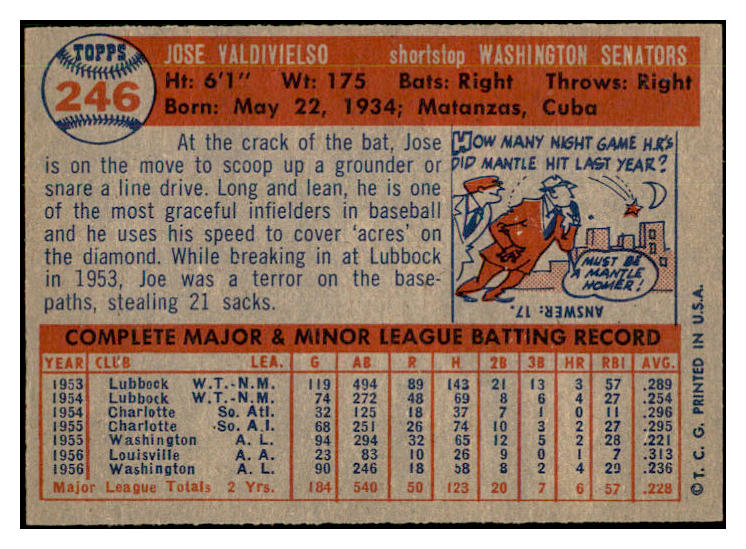 TOPPS
246
JOSE VALDIVIELSO shortstop WASHINGTON SENATORS
Ht: 6'1" Wt: 175 Bats: Right Throws: Right
Born: May 22, 1934; Matanzas, Cuba
At the crack of the bat, Jose
is on the move to scoop up a grounder or
snare a line drive. Long and lean, he is one
of the most graceful infielders in baseball
and he uses his speed to cover 'acres' on
the diamond. While breaking in at Lubbock
in 1953, Joe was a terror on the base-
paths, stealing 21 sacks.
HOW MANY NIGHT GAME H.R'S
DID MANTLE HIT LAST YEAR?
MUST BE
A MANTLE
HOMER!
ANSWER: 17.
COMPLETE MAJOR & MINOR LEAGUE BATTING RECORD
YEAR CLUB LEA. G AB R H 2B 3B HR RBI AVG.
1953 Lubbock W.T.-N.M. 119 494 89 143 21 13 3 57 .289
1954 Lubbock W.T.-N.M. 74 272 48 69 8 6 4 27 .254
1954 Charlotte So. Atl. 32 125 18 37 7 1 0 11 .296
1955 Charlotte So. A.l. 68 251 26 74 10 3 2 27 .295
1955 Washington A. L. 94 294 32 65 12 5 2 28 .221
1956 Louisville A. A. 23 83 10 26 9 0 1 7 .313
1956 Washington A. L. 90 246 18 58 8 2 4 29 .236
Major League Totals 2 Yrs. 184 540 50 123 20 7 6 57 .228
© T. C. G. PRINTED IN U.S.A.